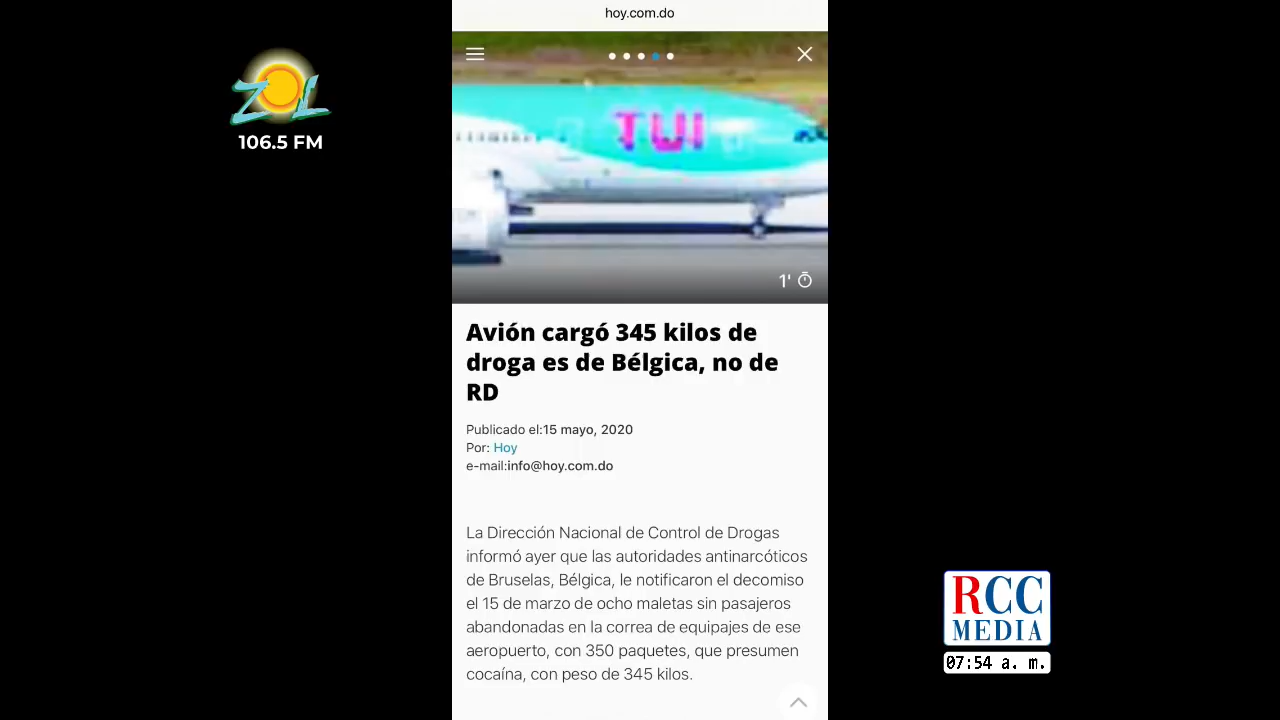 hoy.com.do
ZOL
106.5 FM
TUI
1'
Avión cargó 345 kilos de
droga es de Bélgica, no de
RD
Publicado el:15 mayo, 2020
Por: Hoy
e-mail:info@hoy.com.do
La Dirección Nacional de Control de Drogas
informó ayer que las autoridades antinarcóticos
de Bruselas, Bélgica, le notificaron el decomiso
el 15 de marzo de ocho maletas sin pasajeros
abandonadas en la correa de equipajes de ese
aeropuerto, con 350 paquetes, que presumen
cocaína, con peso de 345 kilos.
RCC
MEDIA
07:54 a. m.